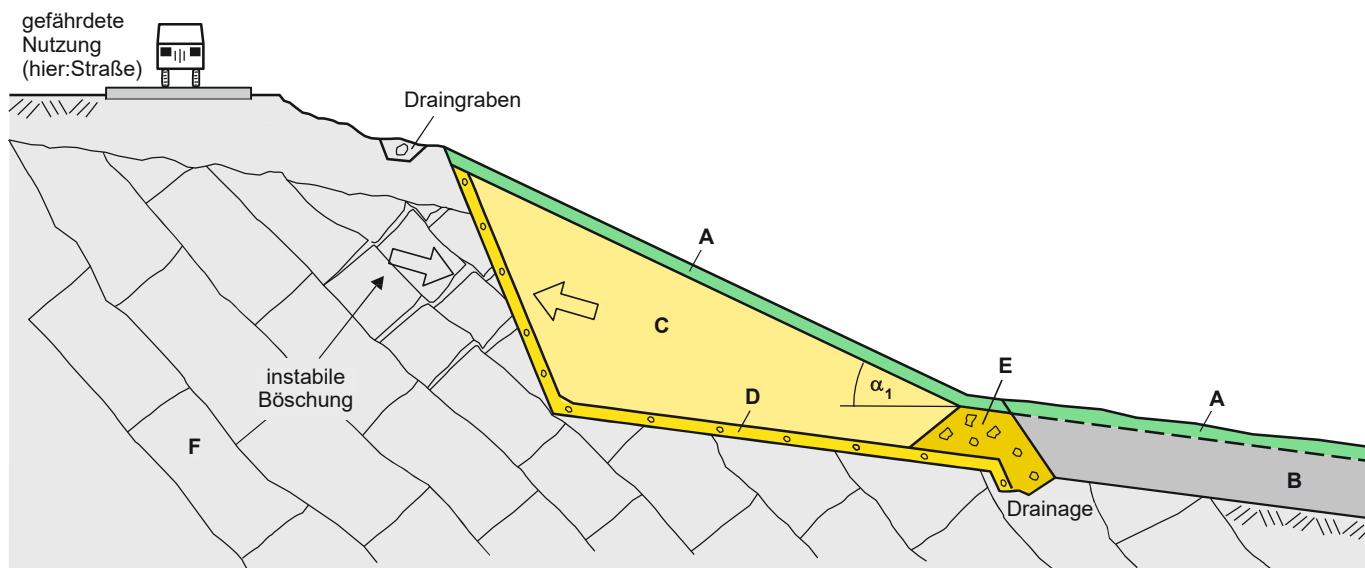 gefährdete
Nutzung
(hier:Straße)
Draingraben
A
C
E
α1
D
A
instabile
Böschung
F
B
Drainage